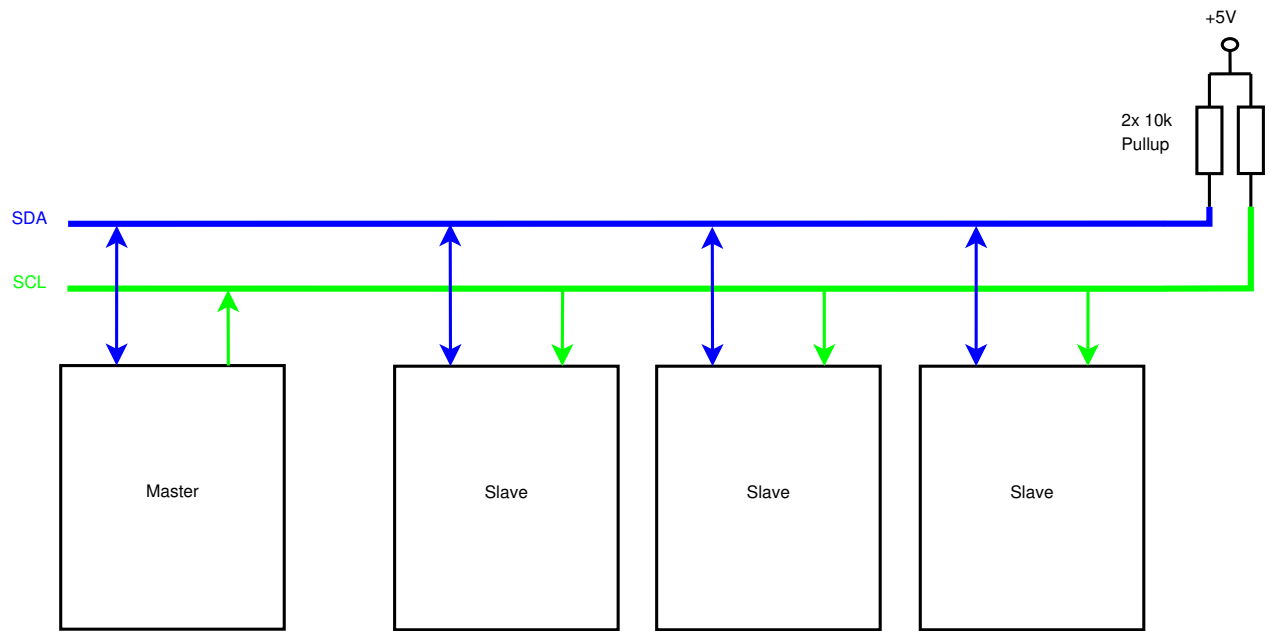 +5V
2x 10k
Pullup
SDA
SCL
Master
Slave
Slave
Slave